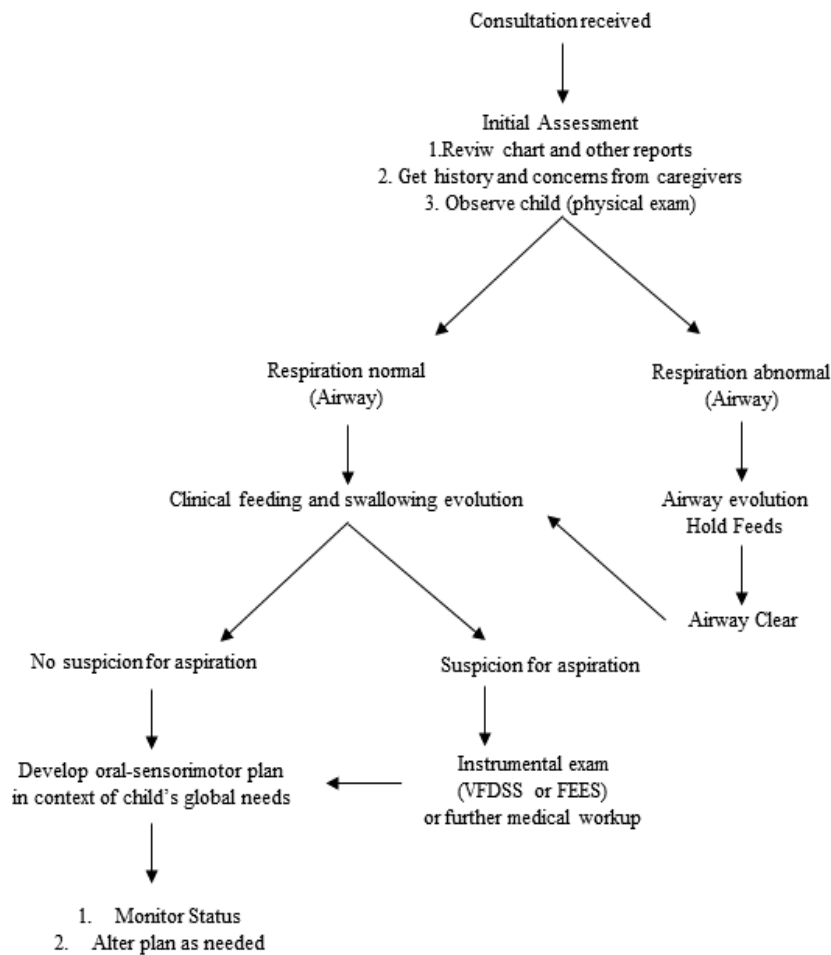 Consultation received
Initial Assessment
1.Reviw chart and other reports
2. Get history and concerns from caregivers
3. Observe child (physical exam)
Respiration normal
(Airway)
Respiration abnormal
(Airway)
Clinical feeding and swallowing evolution
Airway evolution
Hold Feeds
Airway Clear
No suspicion for aspiration
Suspicion for aspiration
Develop oral-sensorimotor plan
in context of child's global needs
Instrumental exam
(VFDSS or FEES)
or further medical workup
1. Monitor Status
2. Alter plan as needed